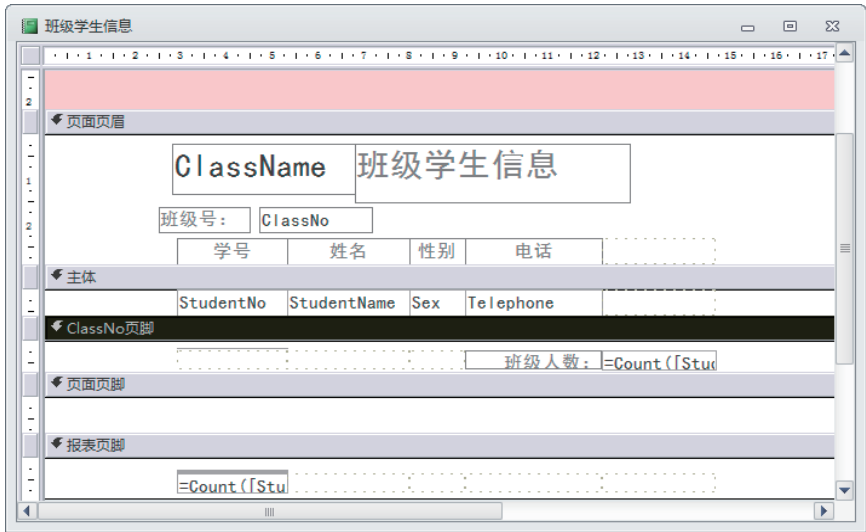 班级学生信息
1 2 3 4 5 6 7 8 9 10 11 12 13 14 15 16 17
2
页面页眉
ClassName 班级学生信息
1
班级号： ClassNo
2
学号 姓名 性别 电话
主体
StudentNo StudentName Sex Telephone
ClassNo页脚
班级人数： =Count([Stud
页面页脚
报表页脚
=Count([Stu